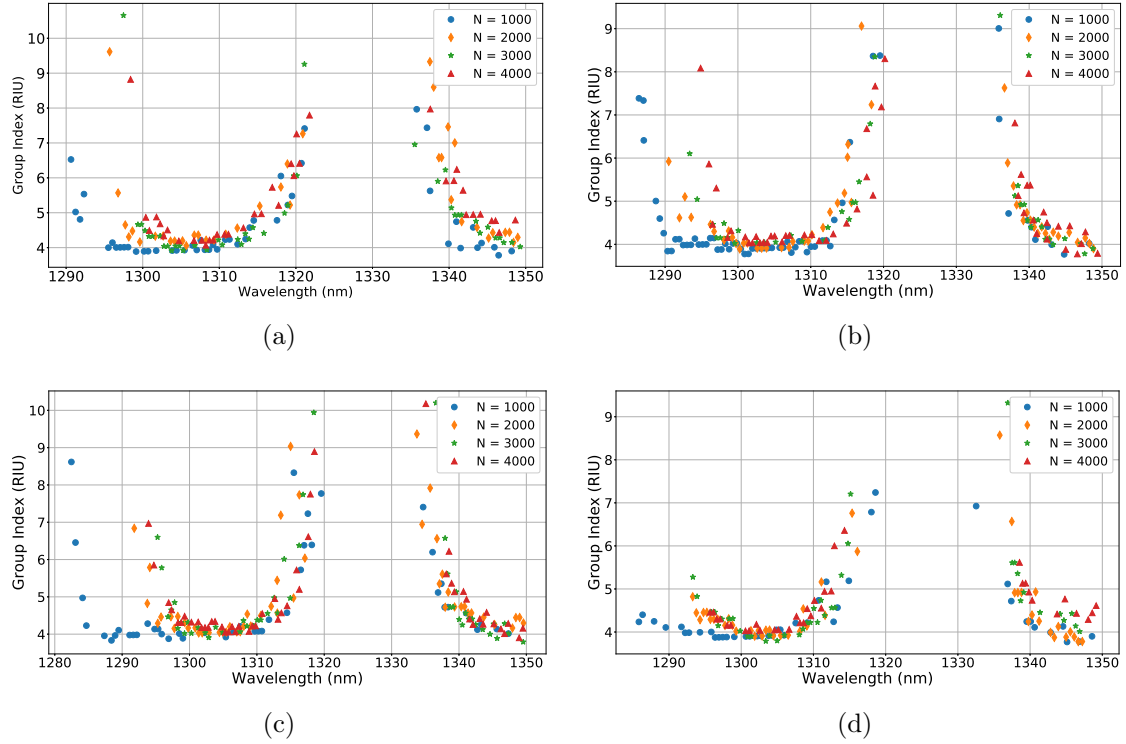 10
9
8
7
6
5
4
Group Index (RIU)
1290 1300 1310 1320 1330 1340 1350
Wavelength (nm)
N = 1000
N = 2000
N = 3000
N = 4000
(a)
9
8
7
6
5
4
Group Index (RIU)
1290 1300 1310 1320 1330 1340 1350
Wavelength (nm)
N = 1000
N = 2000
N = 3000
N = 4000
(b)
10
9
8
7
6
5
4
Group Index (RIU)
1280 1290 1300 1310 1320 1330 1340 1350
Wavelength (nm)
N = 1000
N = 2000
N = 3000
N = 4000
(c)
9
8
7
6
5
4
Group Index (RIU)
1290 1300 1310 1320 1330 1340 1350
Wavelength (nm)
N = 1000
N = 2000
N = 3000
N = 4000
(d)